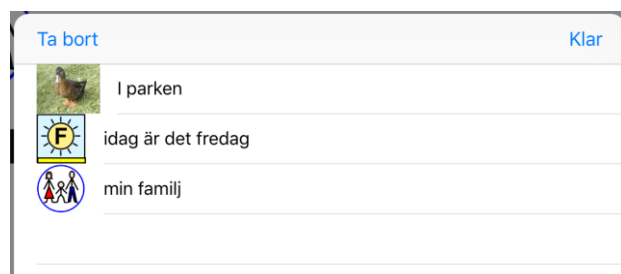 Ta bort Klar
I parken
F
idag är det fredag
min familj